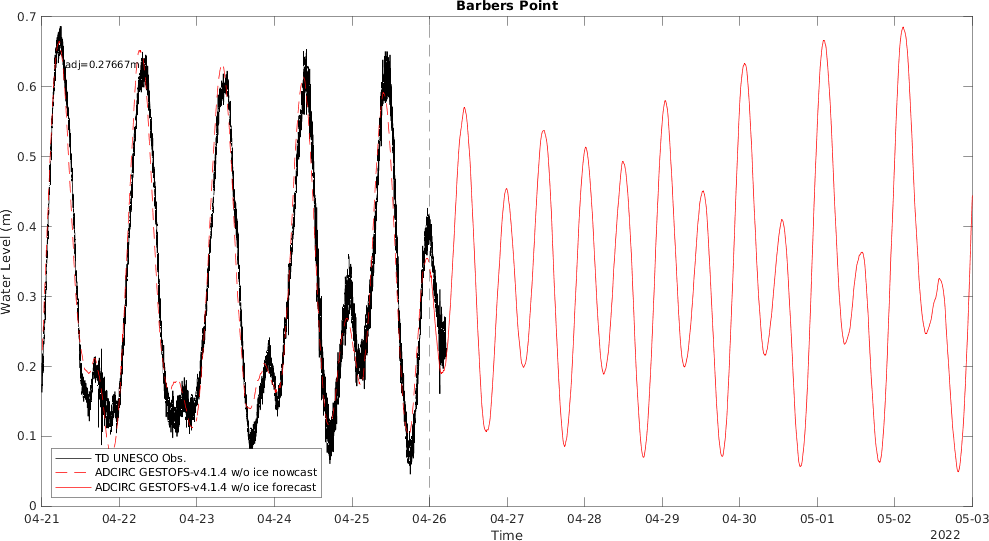 Barbers Point
0.7
0.6
0.5
0.4
0.3
0.2
0.1
0
Water Level (m)
adj=0.27667m
TD UNESCO Obs.
ADCIRC GESTOFS-v4.1.4 w/o ice nowcast
ADCIRC GESTOFS-v4.1.4 w/o ice forecast
04-21 04-22 04-23 04-24 04-25 04-26 04-27 04-28 04-29 04-30 05-01 05-02 05-03
Time
2022